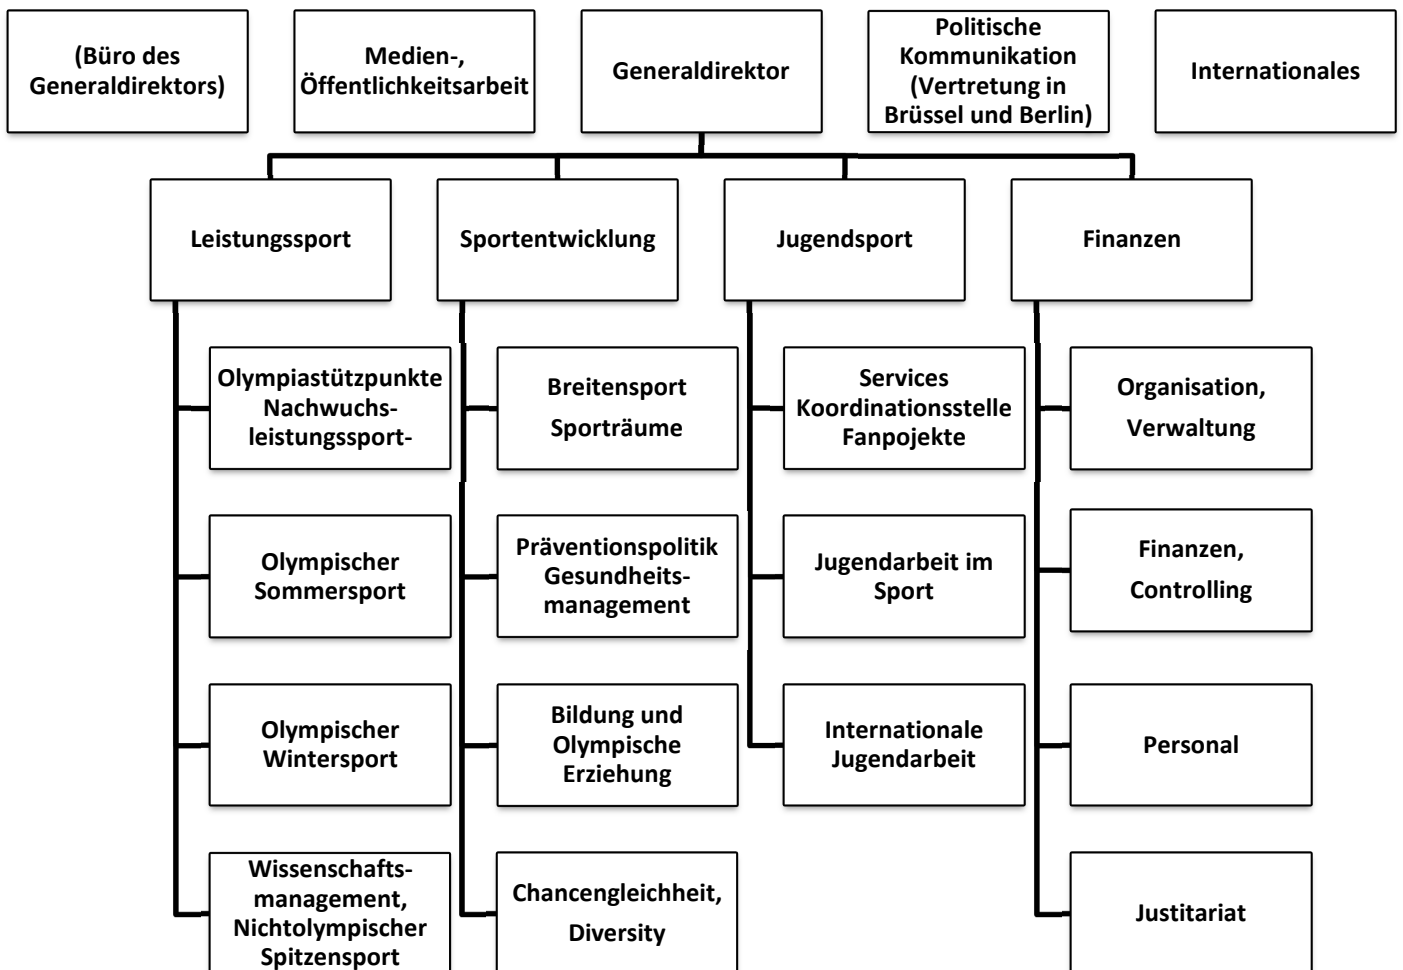 (Büro des
Generaldirektors)
Medien-,
Öffentlichkeitsarbeit
Generaldirektor
Politische
Kommunikation
(Vertretung in
Brüssel und Berlin)
Internationales
Leistungssport
Sportentwicklung
Jugendsport
Finanzen
Olympiastützpunkte
Nachwuchs-
leistungssport-
Breitensport
Sporträume
Services
Koordinationsstelle
Fanpojekte
Organisation,
Verwaltung
Olympischer
Sommersport
Präventionspolitik
Gesundheits-
management
Jugendarbeit im
Sport
Finanzen,
Controlling
Olympischer
Wintersport
Bildung und
Olympische
Erziehung
Internationale
Jugendarbeit
Personal
Wissenschafts-
management,
Nichtolympischer
Spitzensport
Chancengleichheit,
Diversity
Justitariat